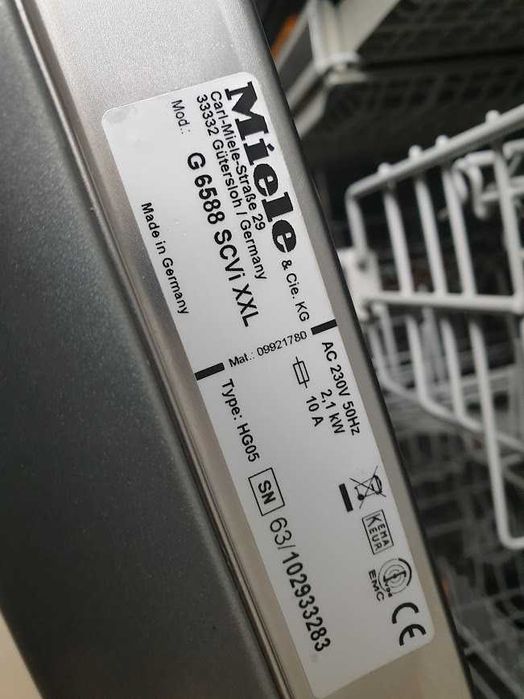 Miele & Cie. KG
Carl-Miele-Straße 29
33332 Gütersloh / Germany
Mod.: G 6588 SCVi XXL
Made in Germany
Mat.: 09921780
AC 230V 50Hz
2,1 kW
10 A
Type: HG05
SN 63/102933283
KEMA
KEUR
EMC
CE